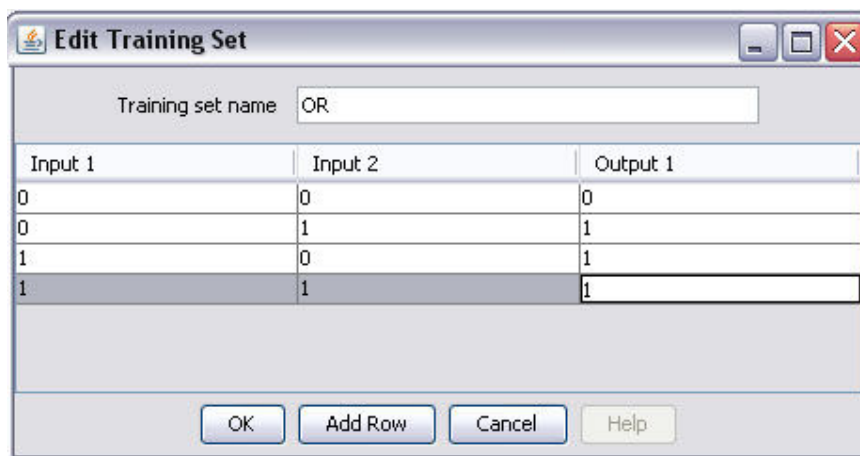 Edit Training Set
Training set name OR
Input 1 Input 2 Output 1
0 0 0
0 1 1
1 0 1
1 1 1
OK Add Row Cancel Help